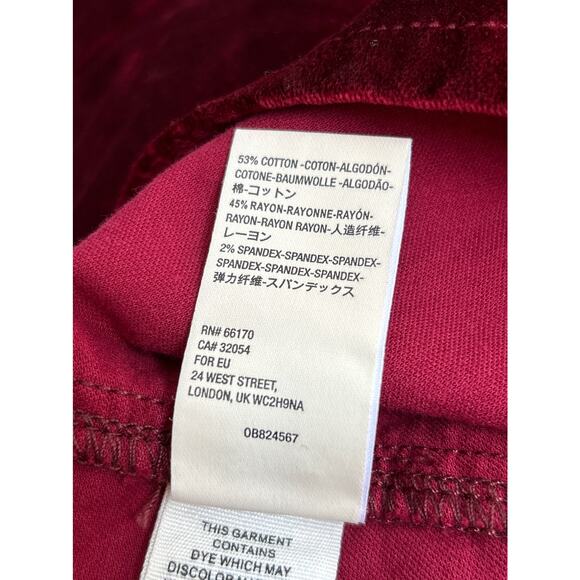 53% COTTON -COTON-ALGODÓN-
COTONE-BAUMWOLLE -ALGODÃO-
棉-コットン
45% RAYON-RAYONNE-RAYÓN-
RAYON-RAYON RAYON-人造纤维-
レーヨン
2% SPANDEX-SPANDEX-SPANDEX-
SPANDEX-SPANDEX-SPANDEX-
弹力纤维-スパンデックス
RN# 66170
CA# 32054
FOR EU
24 WEST STREET,
LONDON, UK WC2H9NA
OB824567
THIS GARMENT
CONTAINS
DYE WHICH MAY
DISCOLOR